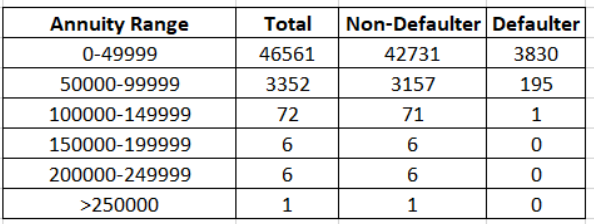 Annuity Range Total Non-Defaulter Defaulter
0-49999 46561 42731 3830
50000-99999 3352 3157 195
100000-149999 72 71 1
150000-199999 6 6 0
200000-249999 6 6 0
>250000 1 1 0